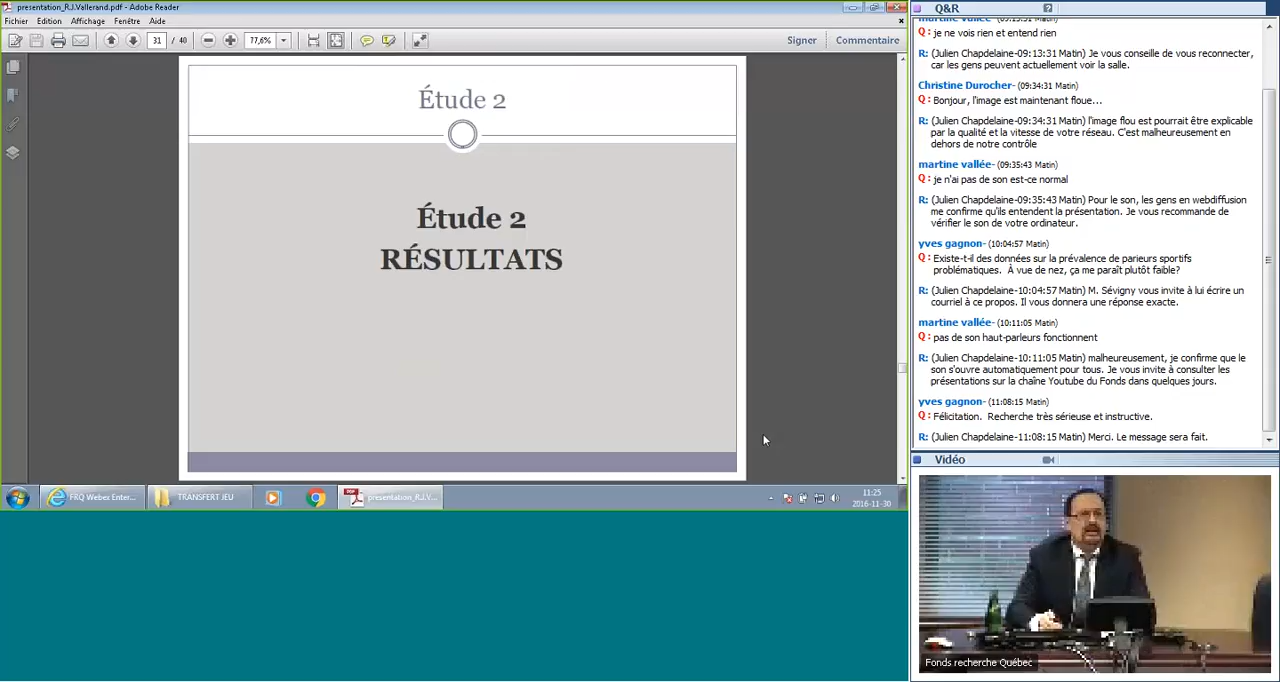 presentation_R.J.Vallerand.pdf - Adobe Reader
Fichier Edition Affichage Fenêtre Aide
31 / 40 77,6% Signer Commentaire
Étude 2
Étude 2
RÉSULTATS
FRQ Webex Enter... TRANSFERT JEU presentation_R.J.V... 11:25
2016-11-30
Q&R
martine vallée- (09:13:31 Matin)
Q: je ne vois rien et entend rien
R: (Julien Chapdelaine-09:13:31 Matin) Je vous conseille de vous reconnecter,
car les gens peuvent actuellement voir la salle.
Christine Durocher- (09:34:31 Matin)
Q: Bonjour, l'image est maintenant floue...
R: (Julien Chapdelaine-09:34:31 Matin) l'image flou est pourrait être explicable
par la qualité et la vitesse de votre réseau. C'est malheureusement en
dehors de notre contrôle
martine vallée- (09:35:43 Matin)
Q: je n'ai pas de son est-ce normal
R: (Julien Chapdelaine-09:35:43 Matin) Pour le son, les gens en webdiffusion
me confirme qu'ils entendent la présentation. Je vous recommande de
vérifier le son de votre ordinateur.
yves gagnon- (10:04:57 Matin)
Q: Existe-t-il des données sur la prévalence de parieurs sportifs
problématiques. À vue de nez, ça me paraît plutôt faible?
R: (Julien Chapdelaine-10:04:57 Matin) M. Sévigny vous invite à lui écrire un
courriel à ce propos. Il vous donnera une réponse exacte.
martine vallée- (10:11:05 Matin)
Q: pas de son haut-parleurs fonctionnent
R: (Julien Chapdelaine-10:11:05 Matin) malheureusement, je confirme que le
son s'ouvre automatiquement pour tous. Je vous invite à consulter les
présentations sur la chaîne Youtube du Fonds dans quelques jours.
yves gagnon- (11:08:15 Matin)
Q: Félicitation. Recherche très sérieuse et instructive.
R: (Julien Chapdelaine-11:08:15 Matin) Merci. Le message sera fait.
Vidéo
Fonds recherche Québec